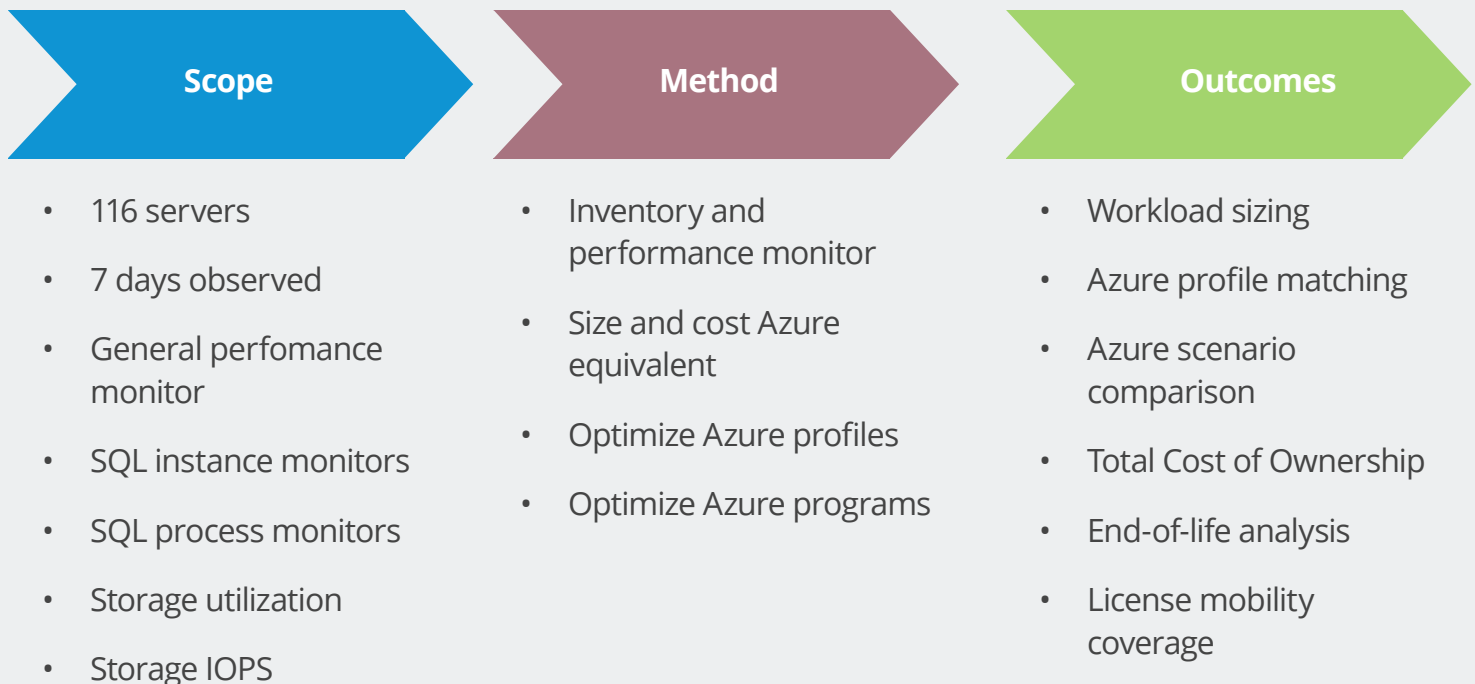 Scope
116 servers
7 days observed
General perfomance
monitor
SQL instance monitors
SQL process monitors
Storage utilization
Storage IOPS
Method
Inventory and
performance monitor
Size and cost Azure
equivalent
Optimize Azure profiles
Optimize Azure programs
Outcomes
Workload sizing
Azure profile matching
Azure scenario
comparison
Total Cost of Ownership
End-of-life analysis
License mobility
coverage